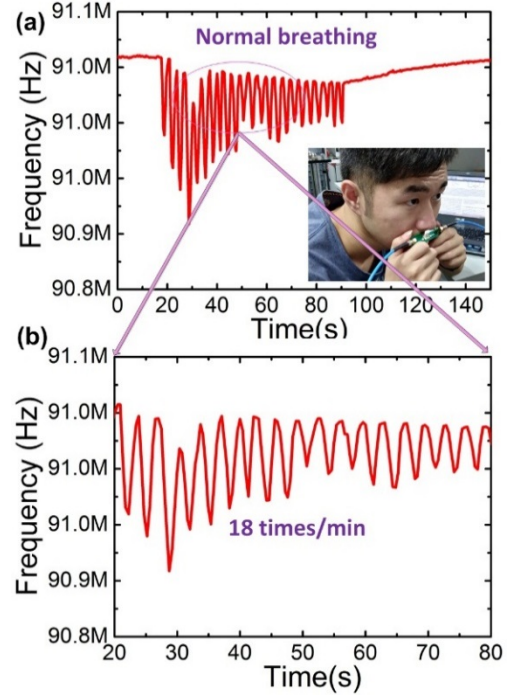 (a)
91.1M
Normal breathing
91.0M
91.0M
91.0M
90.9M
90.8M
Frequency (Hz)
0 20 40 60 80 100 120 140
Time(s)
(b)
91.1M
91.0M
91.0M
91.0M
90.9M
90.8M
Frequency (Hz)
18 times/min
20 30 40 50 60 70 80
Time(s)